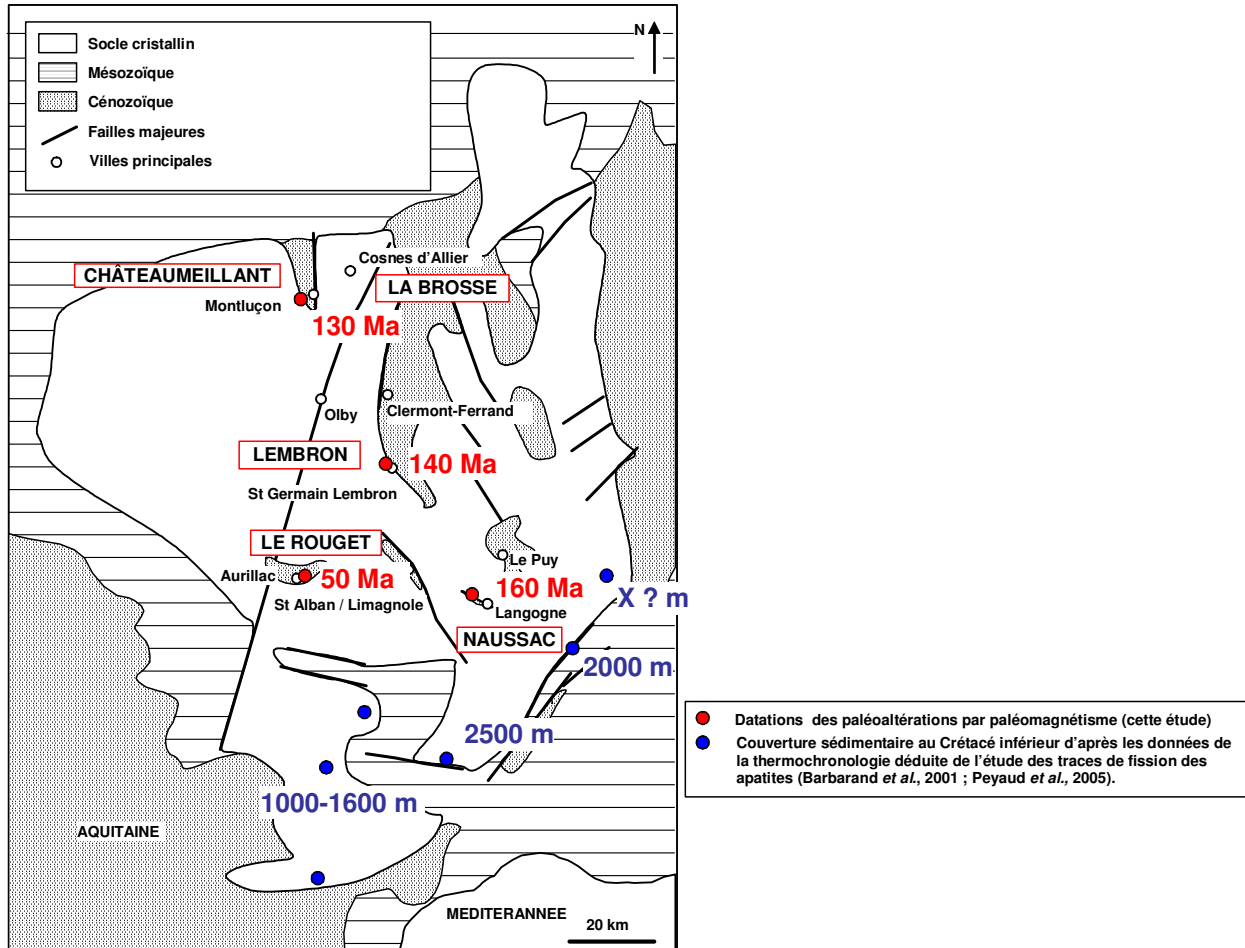 Socle cristallin
Mésozoïque
Cénozoïque
Failles majeures
Villes principales
N
Cosnes d'Allier
CHÂTEAUMEILLANT
LA BROSSE
Montluçon
130 Ma
Olby
Clermont-Ferrand
LEMBRON
140 Ma
St Germain Lembron
LE ROUGET
Le Puy
Aurillac
50 Ma
160 Ma
X ? m
St Alban / Limagnole
Langogne
NAUSSAC
2000 m
2500 m
1000-1600 m
AQUITAINE
MEDITERANNEE
20 km
Datations des paléoaltérations par paléomagnétisme (cette étude)
Couverture sédimentaire au Crétacé inférieur d'après les données de
la thermochronologie déduite de l'étude des traces de fission des
apatites (Barbarand et al., 2001 ; Peyaud et al., 2005).